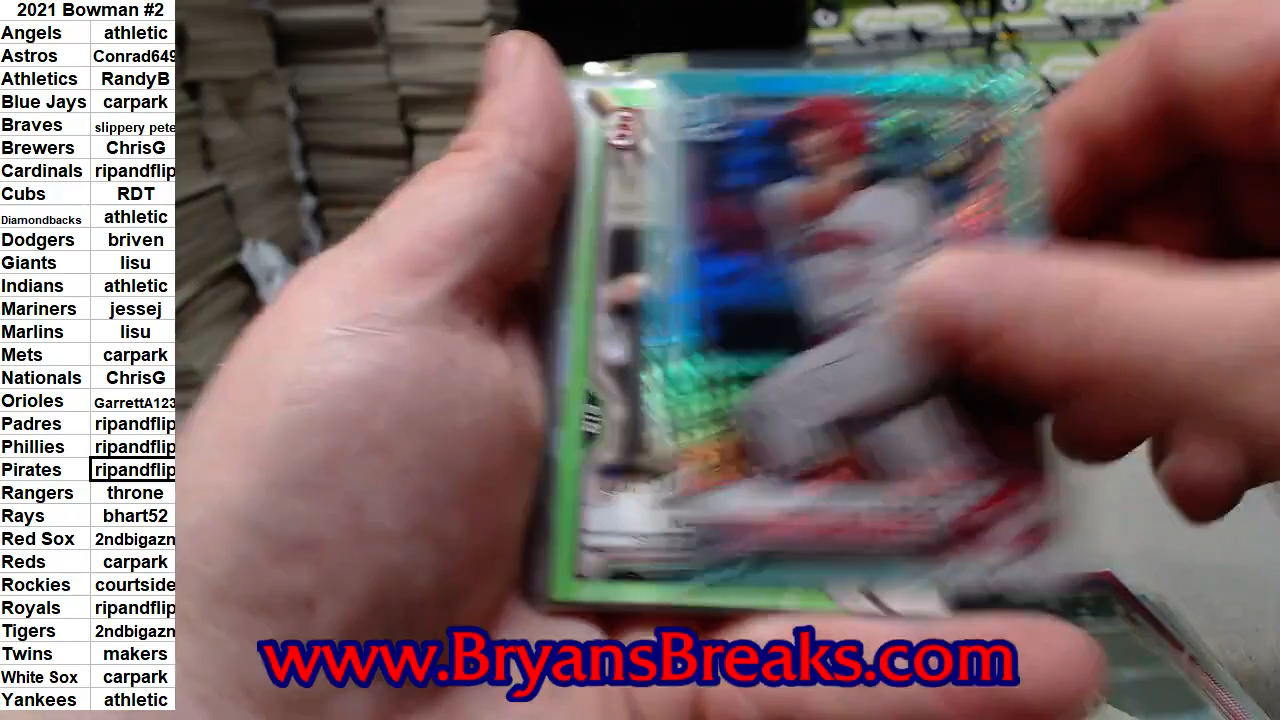 2021 Bowman #2
Angels athletic
Astros Conrad649
Athletics RandyB
Blue Jays carpark
Braves slippery pete
Brewers ChrisG
Cardinals ripandflip
Cubs RDT
Diamondbacks athletic
Dodgers briven
Giants lisu
Indians athletic
Mariners jessej
Marlins lisu
Mets carpark
Nationals ChrisG
Orioles GarrettA123
Padres ripandflip
Phillies ripandflip
Pirates ripandflip
Rangers throne
Rays bhart52
Red Sox 2ndbigazn
Reds carpark
Rockies courtside
Royals ripandflip
Tigers 2ndbigazn
Twins makers
White Sox carpark
Yankees athletic
www.BryansBreaks.com